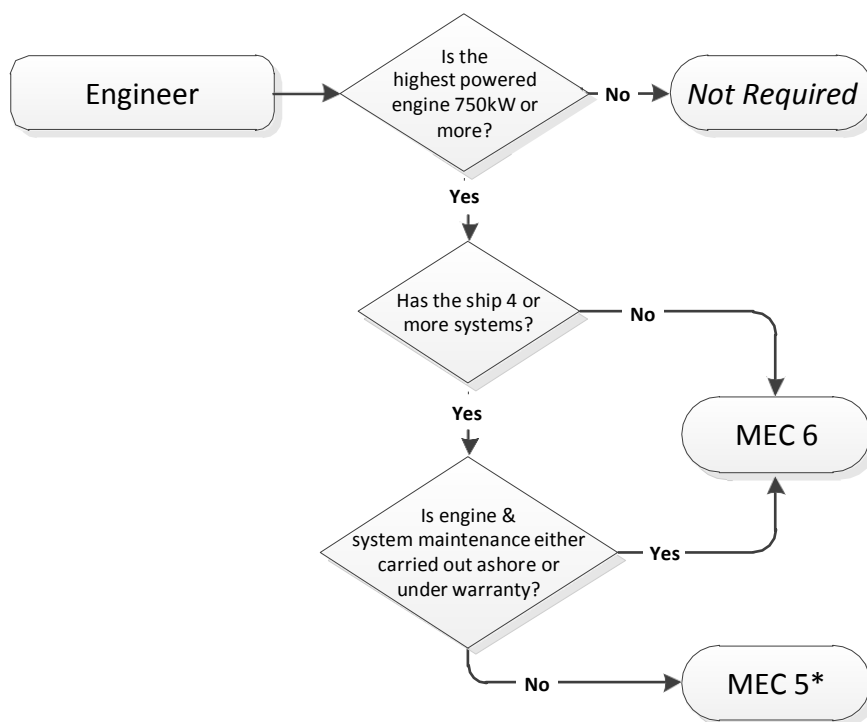 Engineer
Is the
highest powered
engine 750kW or
more?
No
Not Required
Yes
Has the ship 4 or
more systems?
No
Yes
MEC 6
Is engine &
system maintenance either
carried out ashore or
under warranty?
Yes
No
MEC 5*